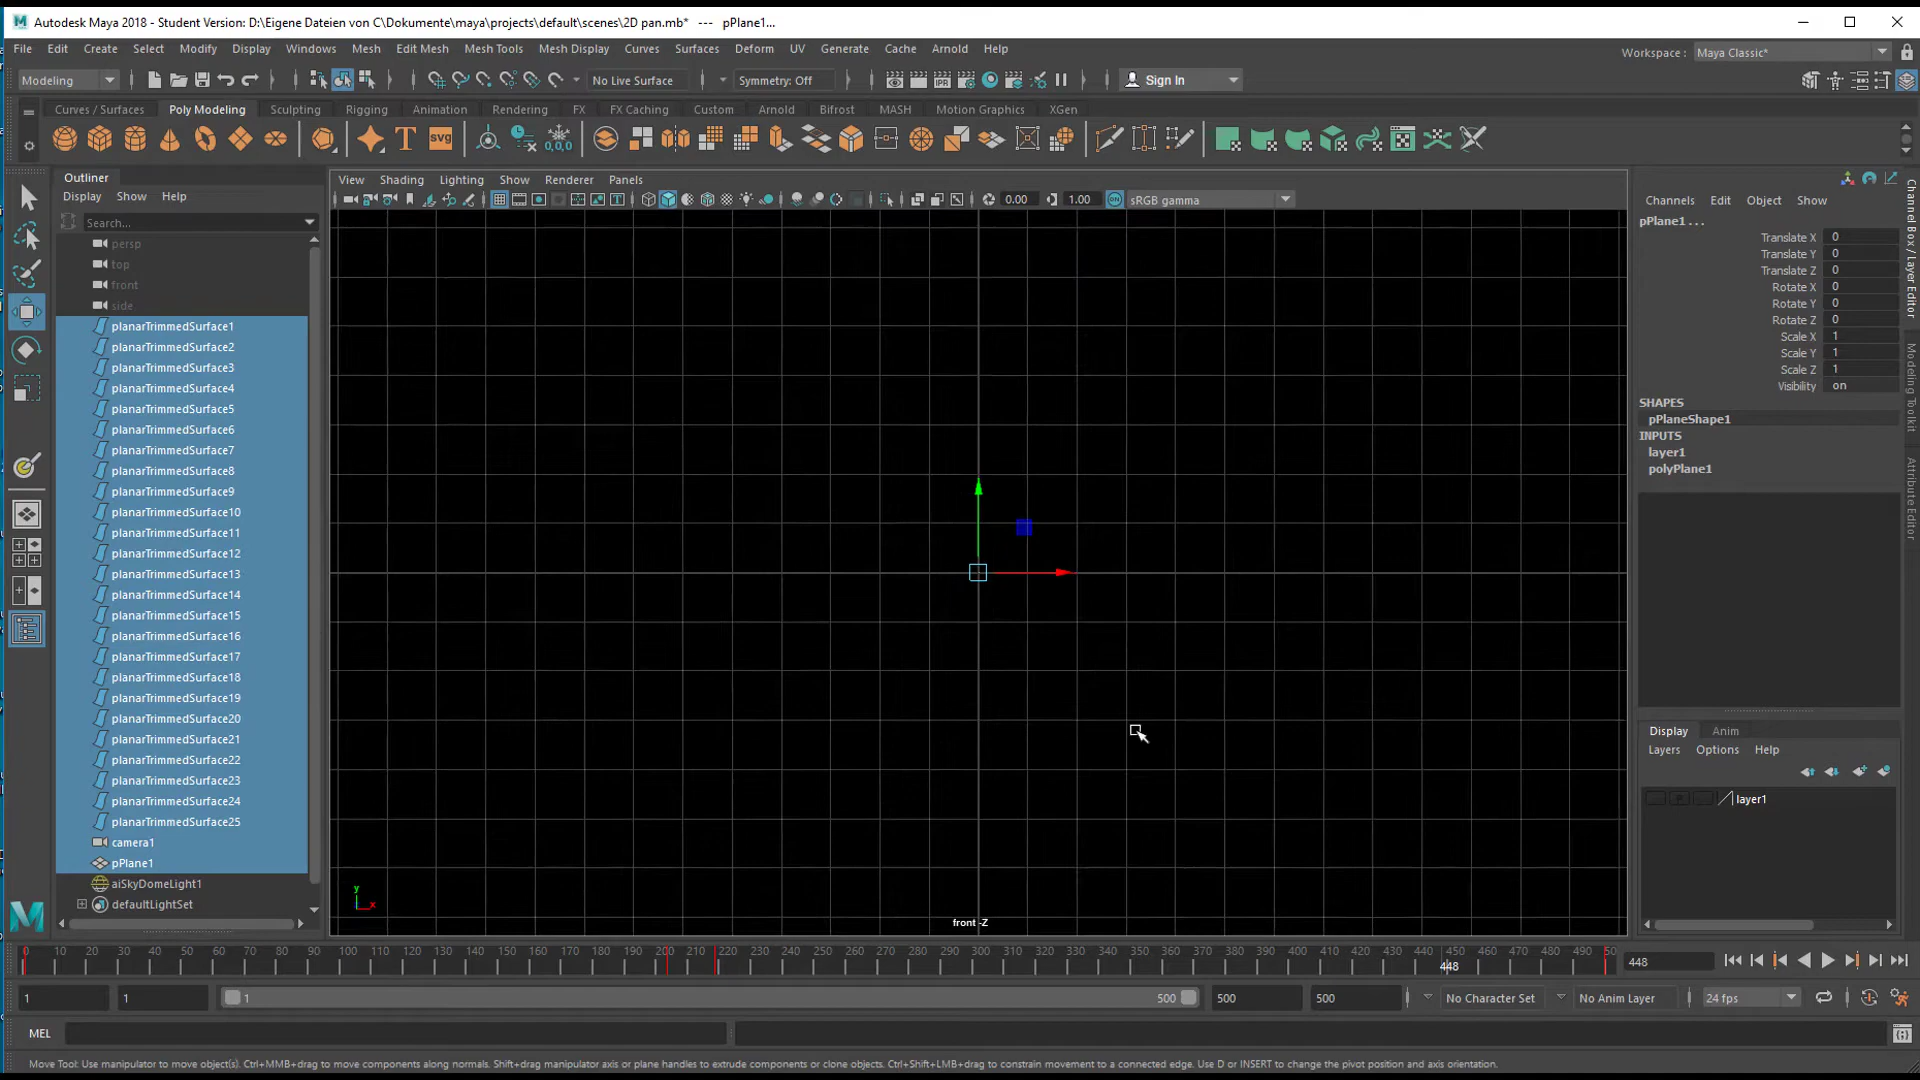 Autodesk Maya 2018 - Student Version: D:\Eigene Dateien von C\Dokumente\maya\projects\default\scenes\2D pan.mb*   ---   pPlane1...
File Edit Create Select Modify Display Windows Mesh Edit Mesh Mesh Tools Mesh Display Curves Surfaces Deform UV Generate Cache Arnold Help
Workspace : Maya Classic*
Modeling
No Live Surface
Symmetry: Off
Sign In
Curves / Surfaces Poly Modeling Sculpting Rigging Animation Rendering FX FX Caching Custom Arnold Bifrost MASH Motion Graphics XGen
T svg
0,0,0
Outliner
Display Show Help
Search...
persp
top
front
side
planarTrimmedSurface1
planarTrimmedSurface2
planarTrimmedSurface3
planarTrimmedSurface4
planarTrimmedSurface5
planarTrimmedSurface6
planarTrimmedSurface7
planarTrimmedSurface8
planarTrimmedSurface9
planarTrimmedSurface10
planarTrimmedSurface11
planarTrimmedSurface12
planarTrimmedSurface13
planarTrimmedSurface14
planarTrimmedSurface15
planarTrimmedSurface16
planarTrimmedSurface17
planarTrimmedSurface18
planarTrimmedSurface19
planarTrimmedSurface20
planarTrimmedSurface21
planarTrimmedSurface22
planarTrimmedSurface23
planarTrimmedSurface24
planarTrimmedSurface25
camera1
pPlane1
aiSkyDomeLight1
defaultLightSet
View Shading Lighting Show Renderer Panels
0.00 1.00 sRGB gamma
y
x
front -Z
Channels Edit Object Show
pPlane1 ...
Translate X 0
Translate Y 0
Translate Z 0
Rotate X 0
Rotate Y 0
Rotate Z 0
Scale X 1
Scale Y 1
Scale Z 1
Visibility on
SHAPES
pPlaneShape1
INPUTS
layer1
polyPlane1
Channel Box / Layer Editor
Modeling Toolkit
Attribute Editor
Display Anim
Layers Options Help
layer1
0 10 20 30 40 50 60 70 80 90 100 110 120 130 140 150 160 170 180 190 200 210 220 230 240 250 260 270 280 290 300 310 320 330 340 350 360 370 380 390 400 410 420 430 440 450 460 470 480 490 50
448
448
1 1 1 500 500 500 No Character Set No Anim Layer 24 fps
MEL
Move Tool: Use manipulator to move object(s). Ctrl+MMB+drag to move components along normals. Shift+drag manipulator axis or plane handles to extrude components or clone objects. Ctrl+Shift+LMB+drag to constrain movement to a connected edge. Use D or INSERT to change the pivot position and axis orientation.